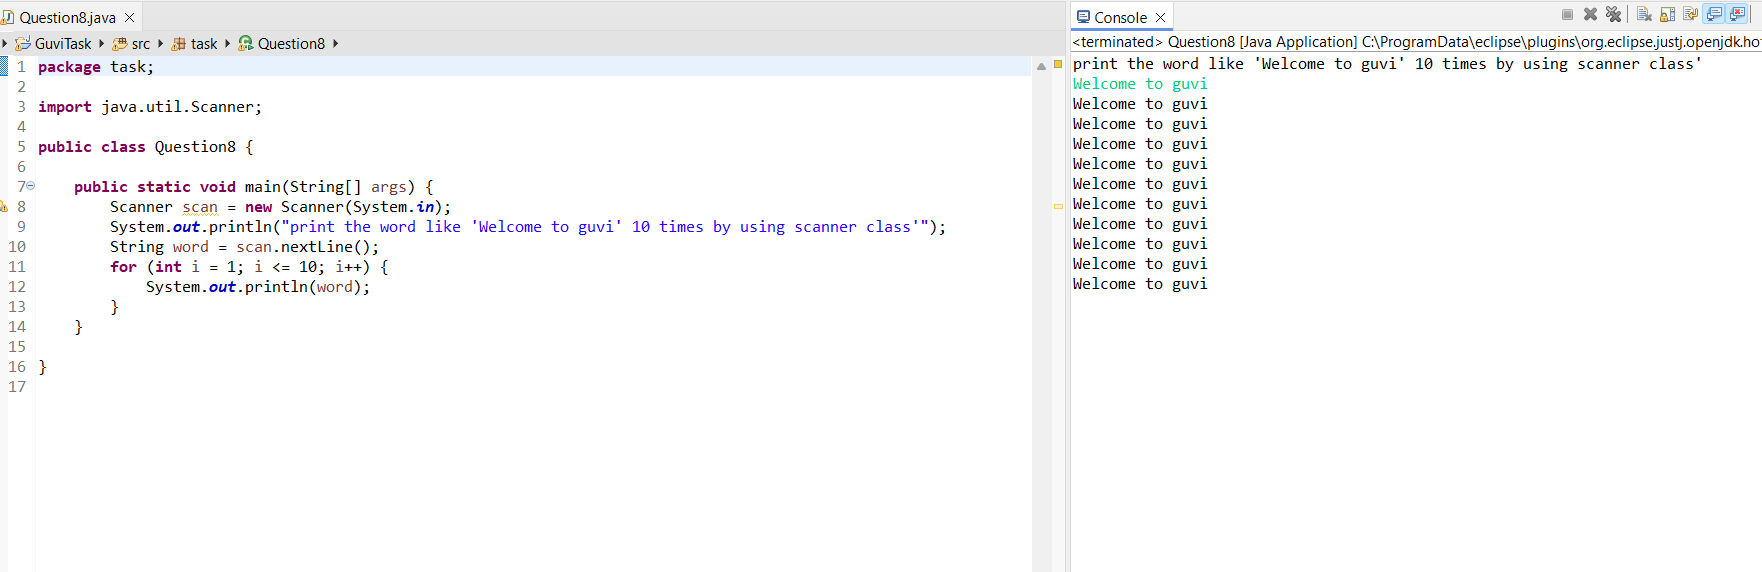 Question8.java
GuviTask src task Question8
1 package task;
2
3 import java.util.Scanner;
4
5 public class Question8 {
6
7 public static void main(String[] args) {
8 Scanner scan = new Scanner(System.in);
9 System.out.println("print the word like 'Welcome to guvi' 10 times by using scanner class'");
10 String word = scan.nextLine();
11 for (int i = 1; i <= 10; i++) {
12 System.out.println(word);
13 }
14 }
15
16 }
17
Console
<terminated> Question8 [Java Application] C:\ProgramData\eclipse\plugins\org.eclipse.justj.openjdk.ho
print the word like 'Welcome to guvi' 10 times by using scanner class'
Welcome to guvi
Welcome to guvi
Welcome to guvi
Welcome to guvi
Welcome to guvi
Welcome to guvi
Welcome to guvi
Welcome to guvi
Welcome to guvi
Welcome to guvi
Welcome to guvi